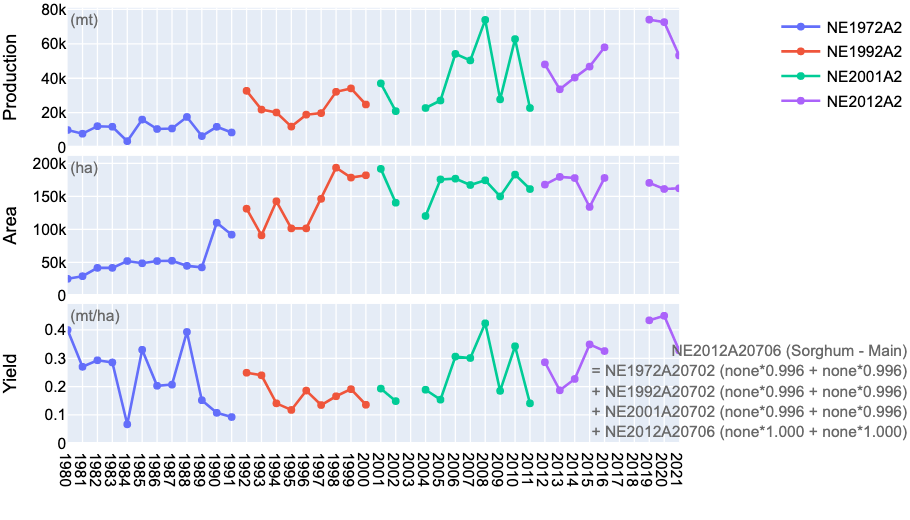 Production
(mt)
80k
60k
40k
20k
0
NE1972A2
NE1992A2
NE2001A2
NE2012A2
Area
(ha)
200k
150k
100k
50k
0
Yield
(mt/ha)
0.4
0.3
0.2
0.1
0
NE2012A20706 (Sorghum - Main)
= NE1972A20702 (none*0.996 + none*0.996)
+ NE1992A20702 (none*0.996 + none*0.996)
+ NE2001A20702 (none*0.996 + none*0.996)
+ NE2012A20706 (none*1.000 + none*1.000)
1980
1981
1982
1983
1984
1985
1986
1987
1988
1989
1990
1991
1992
1993
1994
1995
1996
1997
1998
1999
2000
2001
2002
2003
2004
2005
2006
2007
2008
2009
2010
2011
2012
2013
2014
2015
2016
2017
2018
2019
2020
2021